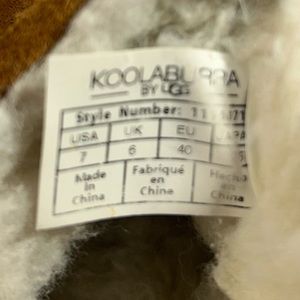 KOOLABURRA
BY UGG
Style Number:
USA UK EU
7 6 40
Made Fabriqué Hecho
in en en
China China China